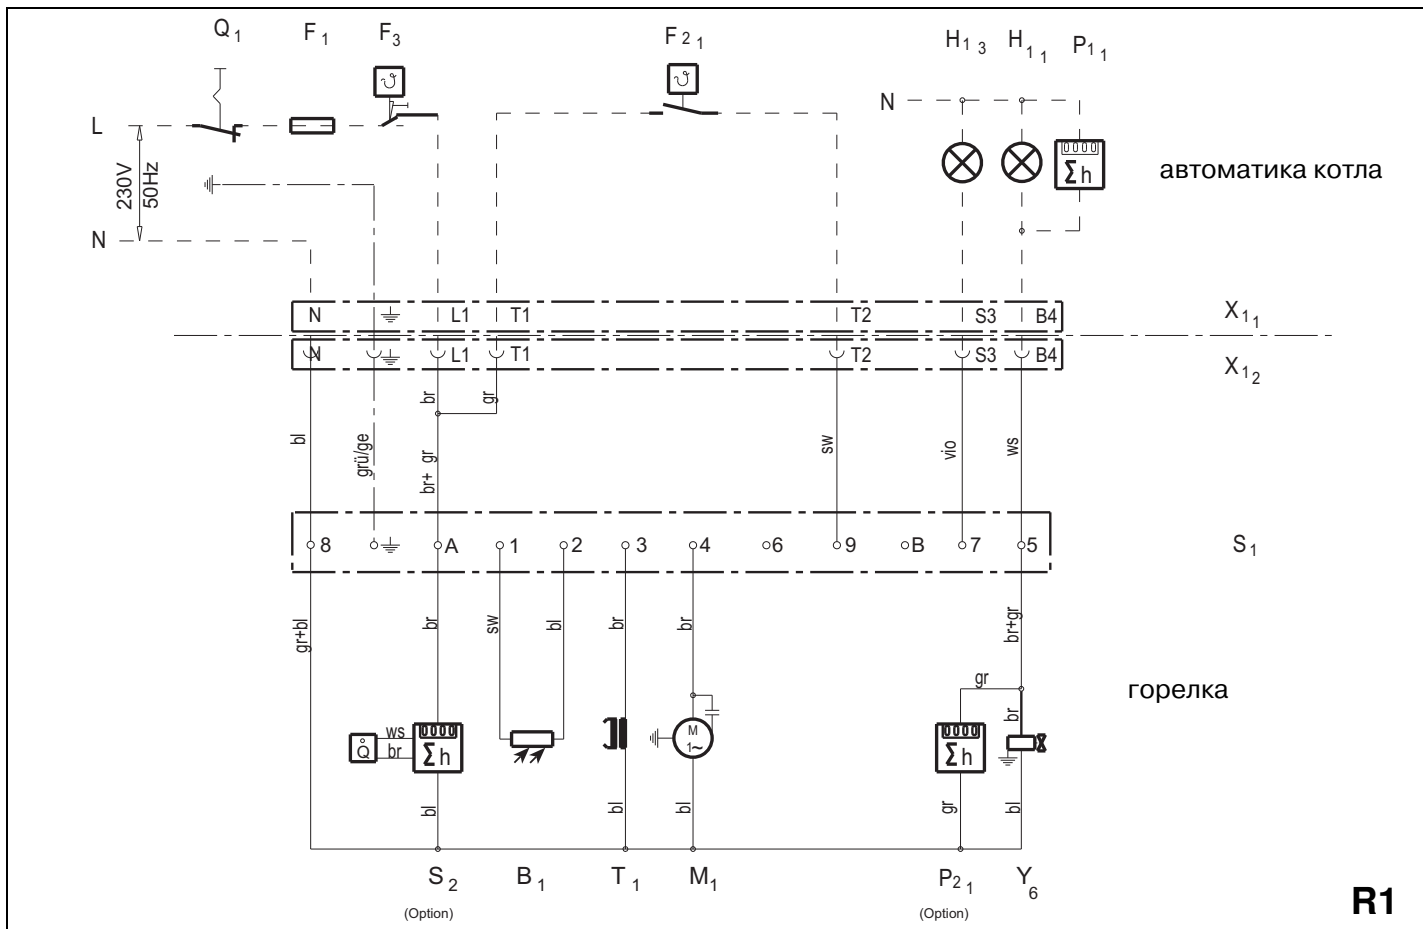 Q1 F1 F3 F21 H13 H11 P11
N
L
230V
50Hz
Σh
автоматика котла
N
N L1 T1 T2 S3 B4 X11
N L1 T1 T2 S3 B4 X12
br gr
bl grü/ge br+ gr sw vio ws
8 A 1 2 3 4 6 9 B 7 5 S1
gr+bl br sw bl br br br+gr
gr горелка
br
Q ws br Σh M 1~ Σh
bl bl bl gr bl
S2 B1 T1 M1 P21 Y6
(Option) (Option)
R1